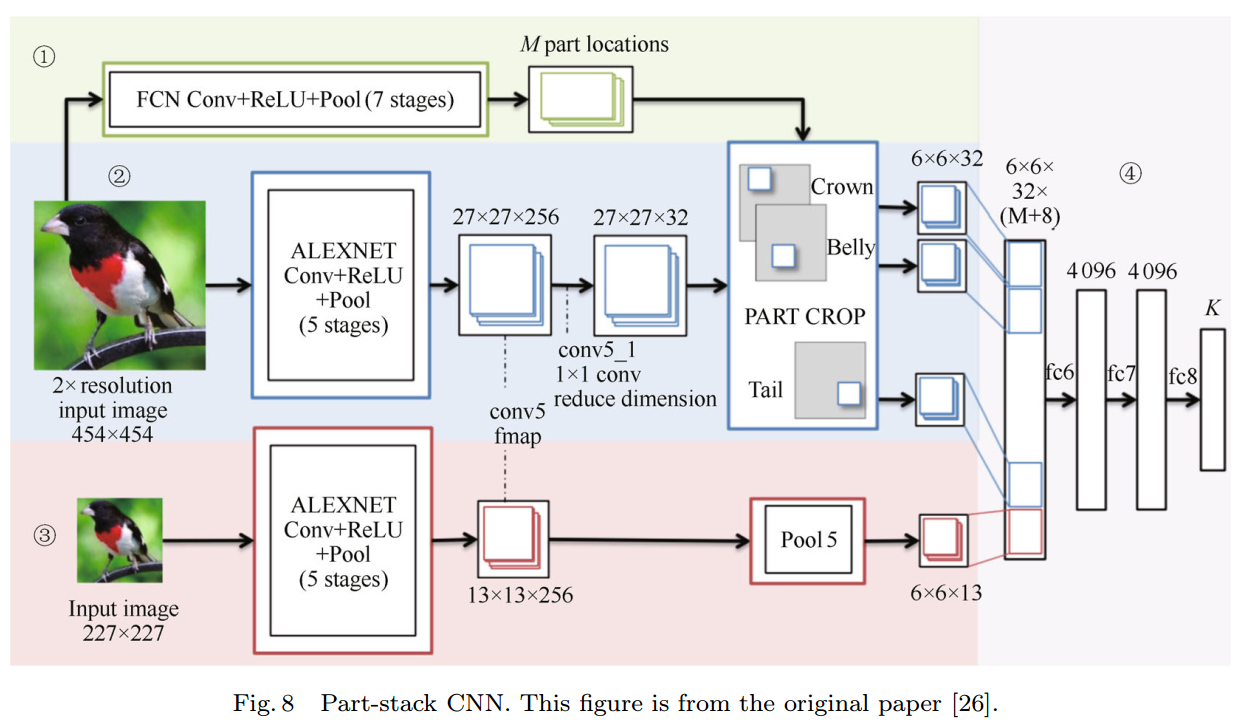 ①
M part locations
FCN Conv+ReLU+Pool (7 stages)
②
2× resolution
input image
454×454
ALEXNET
Conv+ReLU
+Pool
(5 stages)
27×27×256
27×27×32
conv5_1
1×1 conv
reduce dimension
conv5
fmap
Crown
Belly
PART CROP
Tail
6×6×32
6×6×
32×
(M+8)
④
4 096
4 096
K
fc6
fc7
fc8
③
Input image
227×227
ALEXNET
Conv+ReLU
+Pool
(5 stages)
13×13×256
Pool 5
6×6×13
Fig. 8 Part-stack CNN. This figure is from the original paper [26].